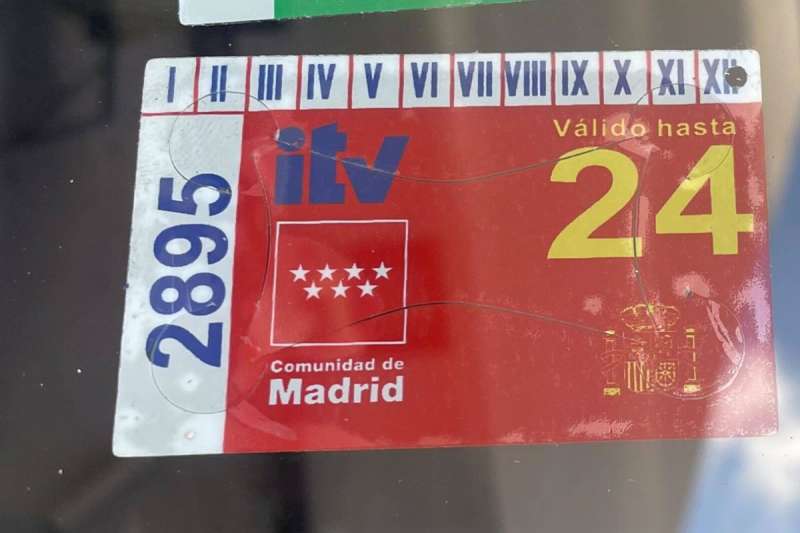 I II III IV V VI VII VIII IX X XI XII
itv
Válido hasta
24
2895
Comunidad de
Madrid